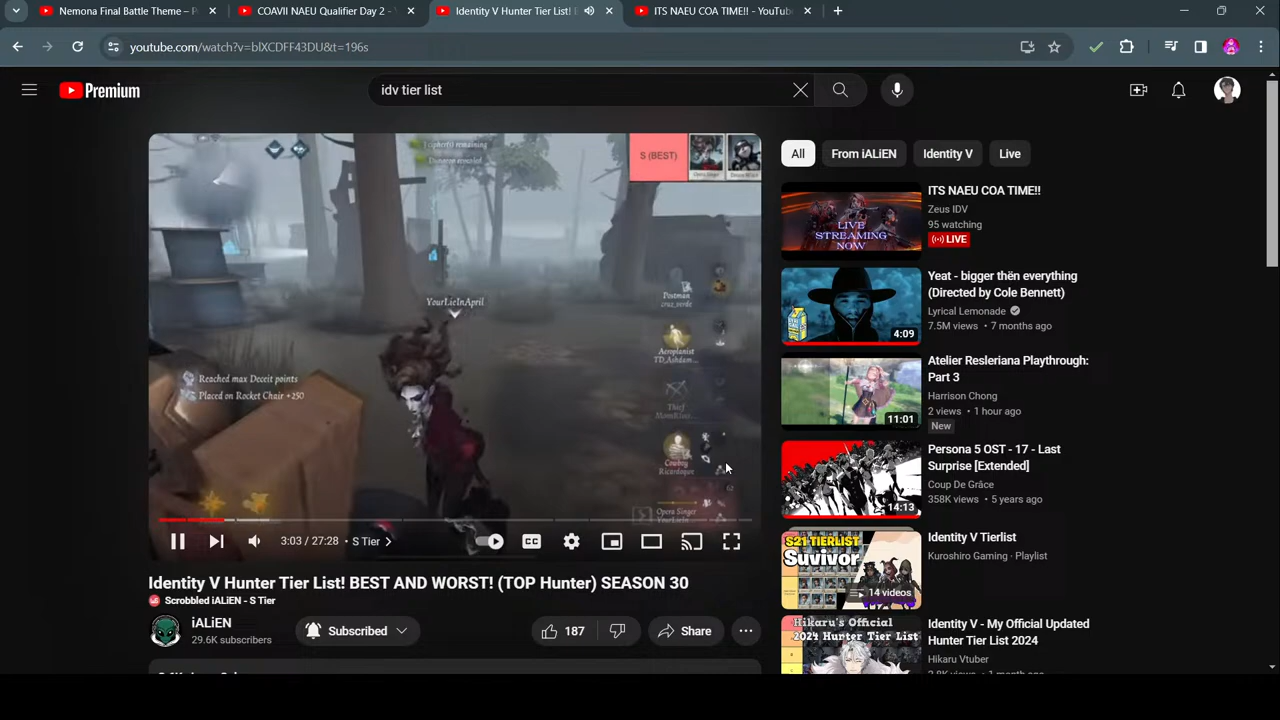 Nemona Final Battle Theme – P
COAVII NAEU Qualifier Day 2 -
Identity V Hunter Tier List!
ITS NAEU COA TIME!! - YouTube
youtube.com/watch?v=blXCDFF43DU&t=196s
Premium
idv tier list
S (BEST)
Opera Singer
YourLieInApril
Reached max Deceit points
Placed on Rocket Chair +250
Postman
cruz_verde
Aeroplanist
Thief
Cowboy
Opera Singer
3:03 / 27:28 • S Tier
CC
Identity V Hunter Tier List! BEST AND WORST! (TOP Hunter) SEASON 30
Scrobbled iALiEN - S Tier
iALiEN
29.6K subscribers
Subscribed
187
Share
All
From iALiEN
Identity V
Live
LIVE STREAMING NOW
ITS NAEU COA TIME!!
Zeus IDV
95 watching
LIVE
4:09
Yeat - bigger thën everything
(Directed by Cole Bennett)
Lyrical Lemonade
7.5M views • 7 months ago
11:01
Atelier Resleriana Playthrough:
Part 3
Harrison Chong
2 views • 1 hour ago
New
14:13
Persona 5 OST - 17 - Last
Surprise [Extended]
Coup De Grâce
358K views • 5 years ago
S21 TIERLIST
Suvivor
14 videos
Identity V Tierlist
Kuroshiro Gaming · Playlist
Hikaru's Official
2024 Hunter Tier List
Identity V - My Official Updated
Hunter Tier List 2024
Hikaru Vtuber